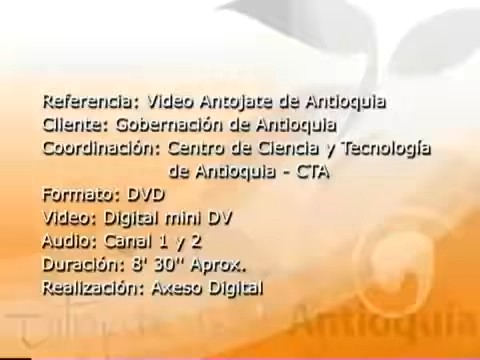 Referencia: Video Antojate de Antioquia
Cliente: Gobernación de Antioquia
Coordinación: Centro de Ciencia y Tecnología
de Antioquia - CTA
Formato: DVD
Video: Digital mini DV
Audio: Canal 1 y 2
Duración: 8' 30'' Aprox.
Realización: Axeso Digital
Antioquia